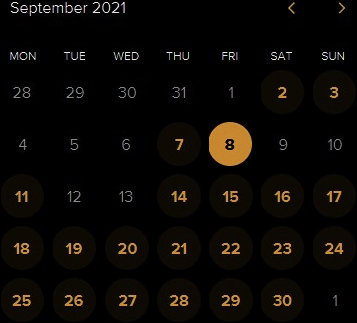 September 2021
MON TUE WED THU FRI SAT SUN
28 29 30 31 1 2 3
4 5 6 7 8 9 10
11 12 13 14 15 16 17
18 19 20 21 22 23 24
25 26 27 28 29 30 1